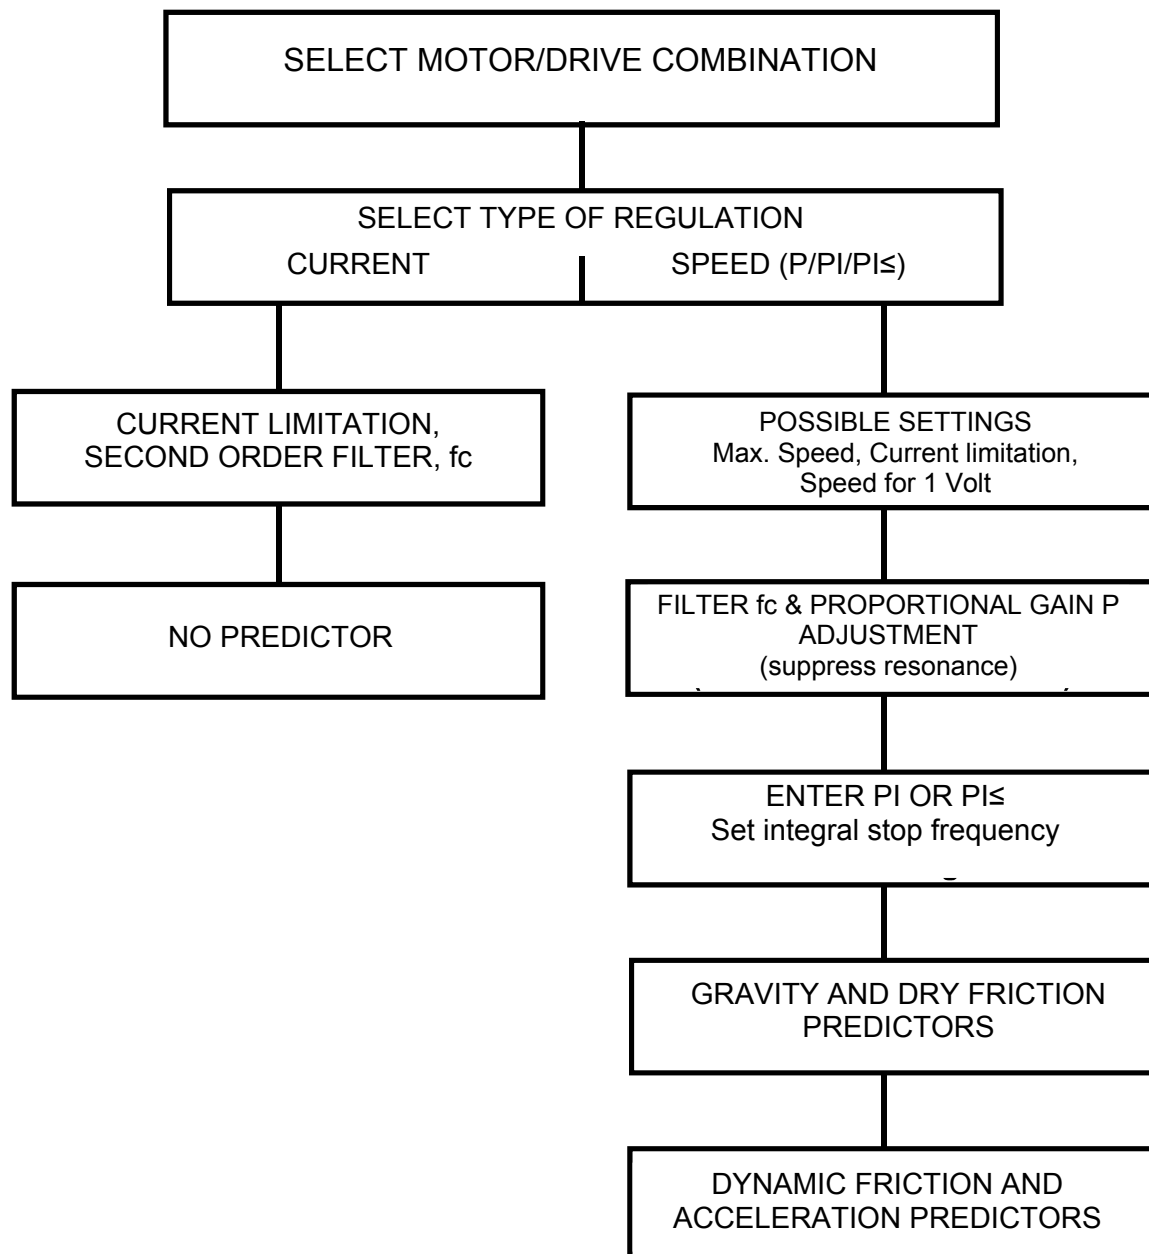 SELECT MOTOR/DRIVE COMBINATION
SELECT TYPE OF REGULATION
CURRENT
SPEED (P/PI/PI≤)
CURRENT LIMITATION,
SECOND ORDER FILTER, fc
NO PREDICTOR
POSSIBLE SETTINGS
Max. Speed, Current limitation,
Speed for 1 Volt
FILTER fc & PROPORTIONAL GAIN P
ADJUSTMENT
(suppress resonance)
ENTER PI OR PI≤
Set integral stop frequency
GRAVITY AND DRY FRICTION
PREDICTORS
DYNAMIC FRICTION AND
ACCELERATION PREDICTORS